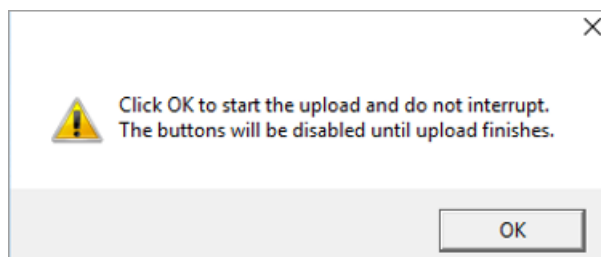 Click OK to start the upload and do not interrupt.
The buttons will be disabled until upload finishes.
OK